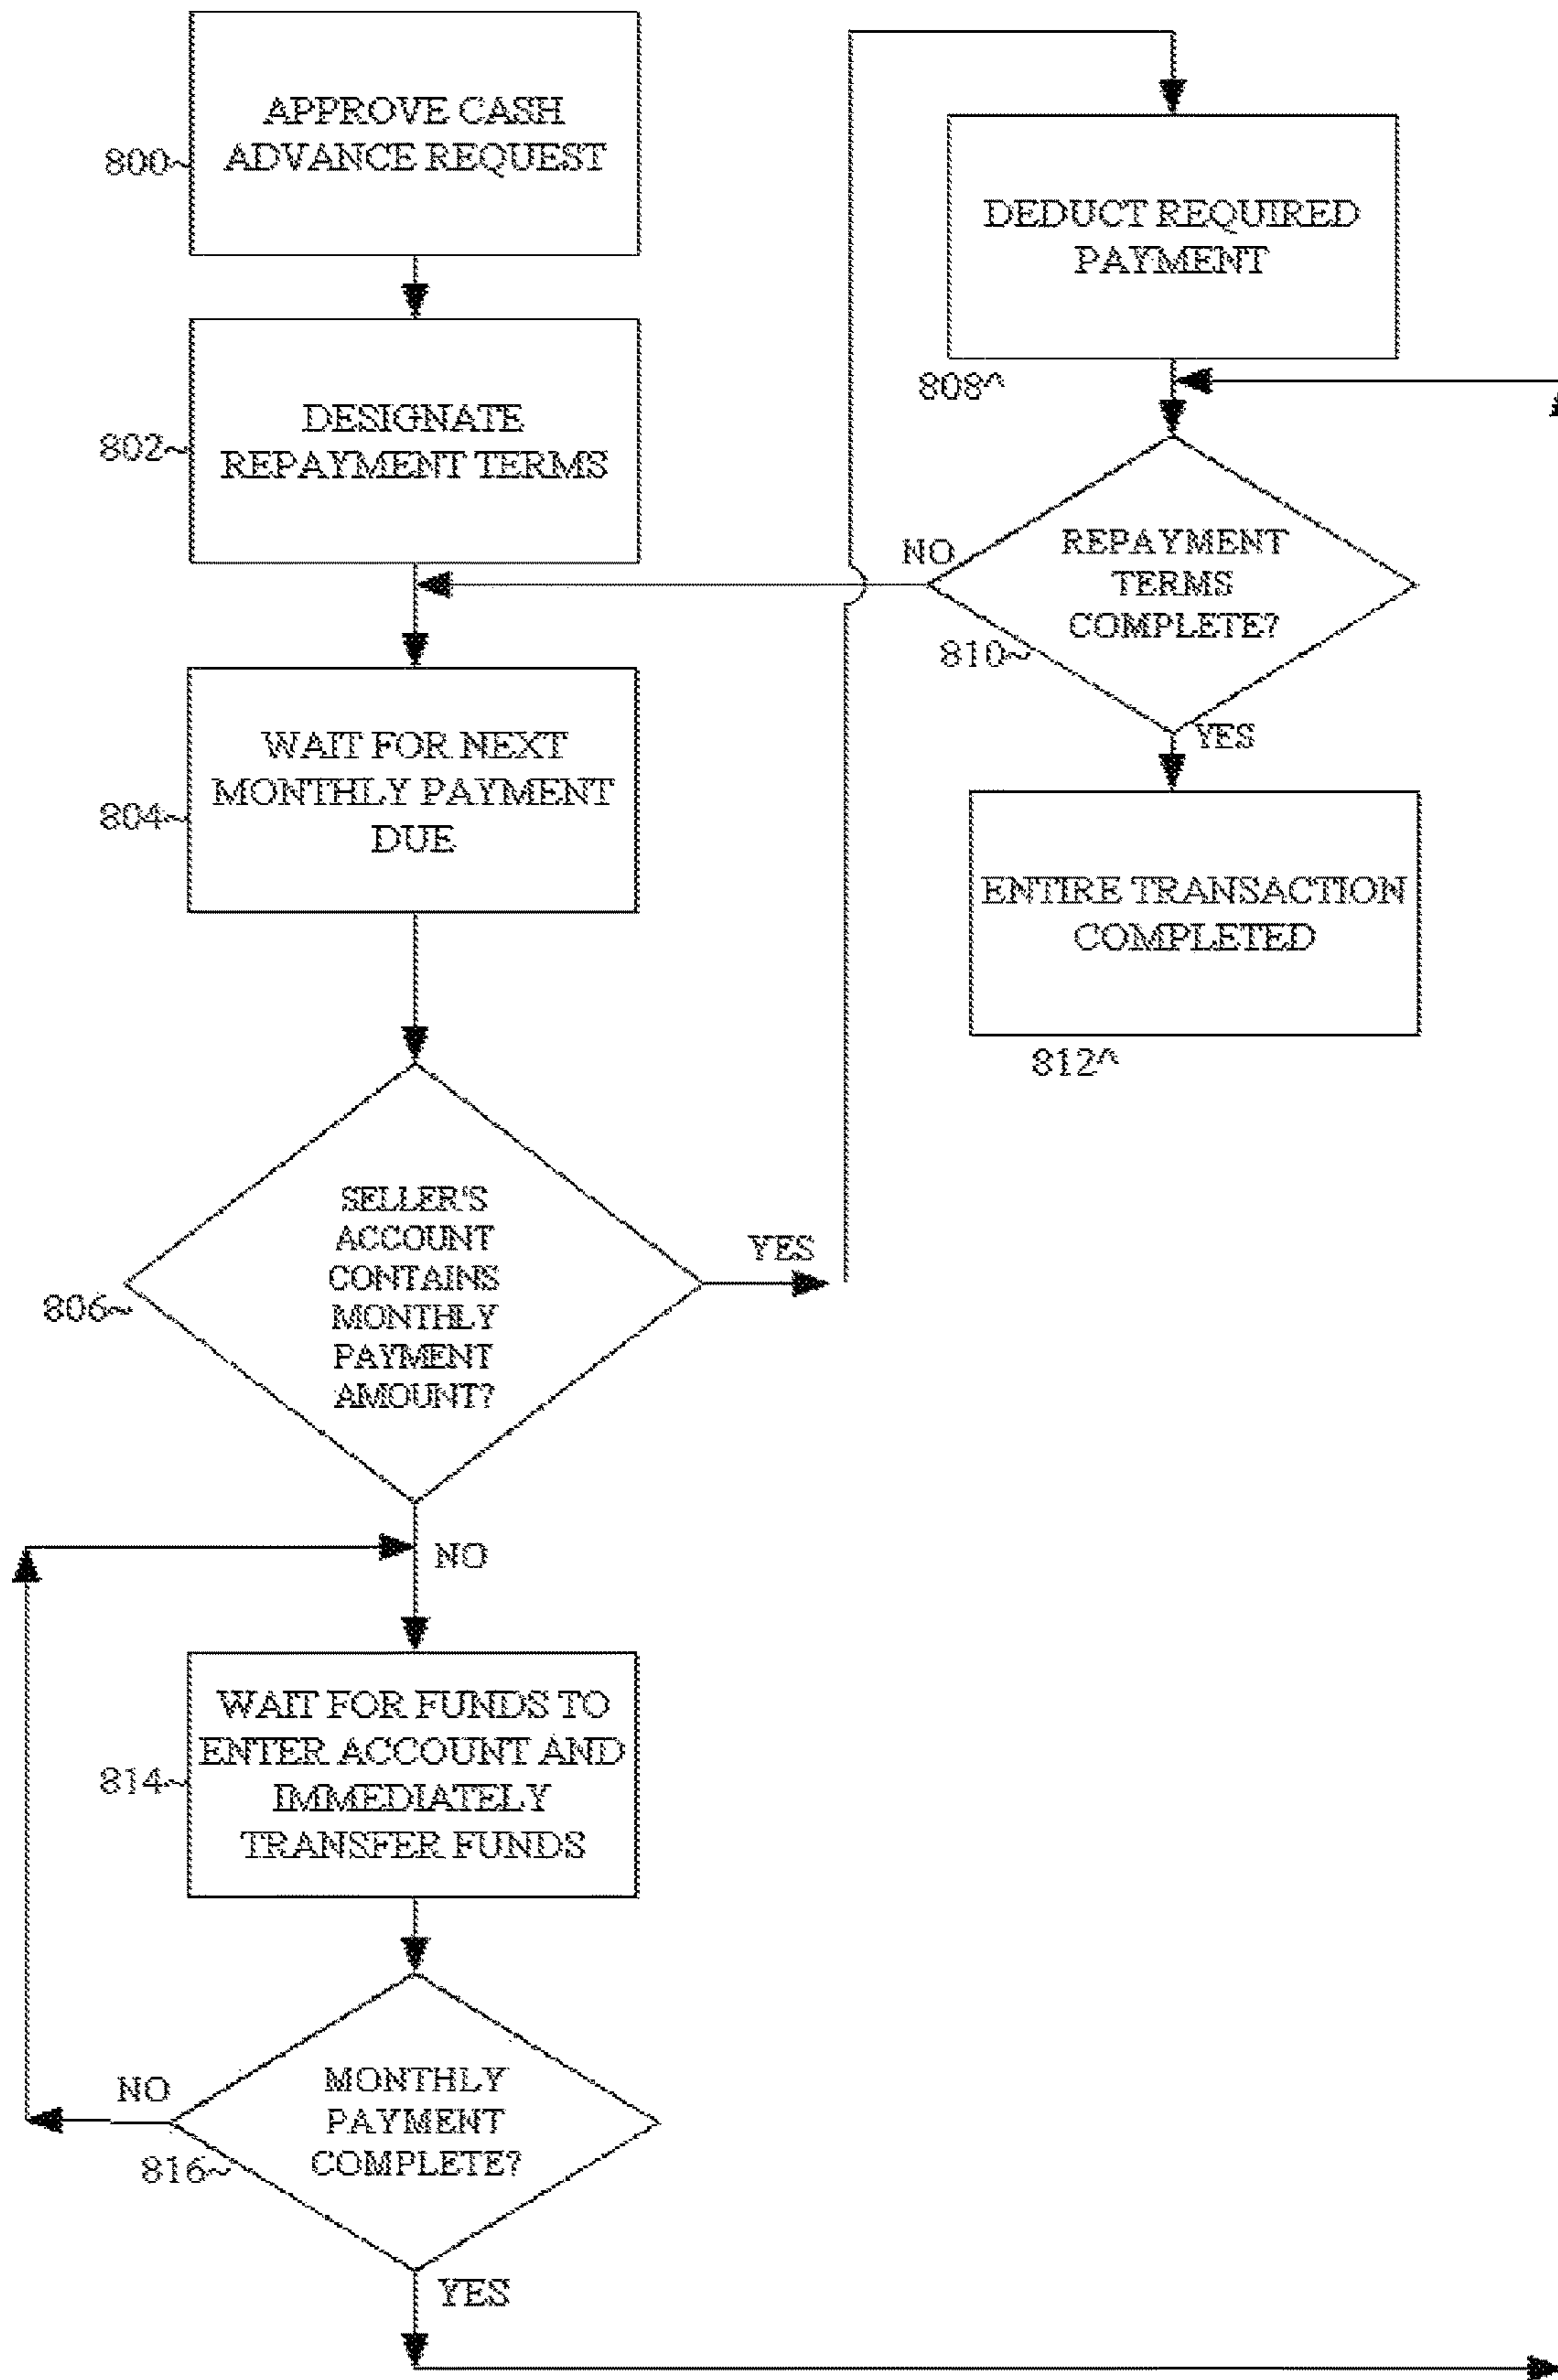 APPROVE CASH
ADVANCE REQUEST
800~
DESIGNATE
REPAYMENT TERMS
802~
WAIT FOR NEXT
MONTHLY PAYMENT
DUE
804~
SELLER'S
ACCOUNT
CONTAINS
MONTHLY
PAYMENT
AMOUNT?
806~
YES
NO
WAIT FOR FUNDS TO
ENTER ACCOUNT AND
IMMEDIATELY
TRANSFER FUNDS
814~
MONTHLY
PAYMENT
COMPLETE?
NO
816~
YES
DEDUCT REQUIRED
PAYMENT
808^
REPAYMENT
TERMS
COMPLETE?
NO
810~
YES
ENTIRE TRANSACTION
COMPLETED
812^